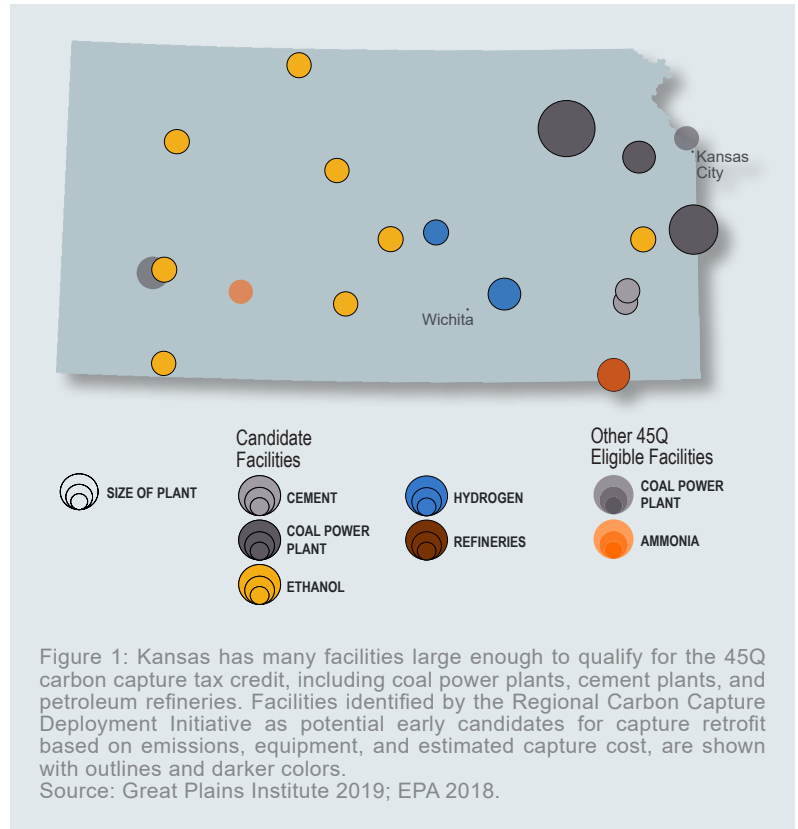 Kansas
City
Wichita
Candidate
Facilities
Other 45Q
Eligible Facilities
SIZE OF PLANT
CEMENT
HYDROGEN
COAL POWER
PLANT
COAL POWER
PLANT
REFINERIES
AMMONIA
ETHANOL
Figure 1: Kansas has many facilities large enough to qualify for the 45Q
carbon capture tax credit, including coal power plants, cement plants, and
petroleum refineries. Facilities identified by the Regional Carbon Capture
Deployment Initiative as potential early candidates for capture retrofit
based on emissions, equipment, and estimated capture cost, are shown
with outlines and darker colors.
Source: Great Plains Institute 2019; EPA 2018.